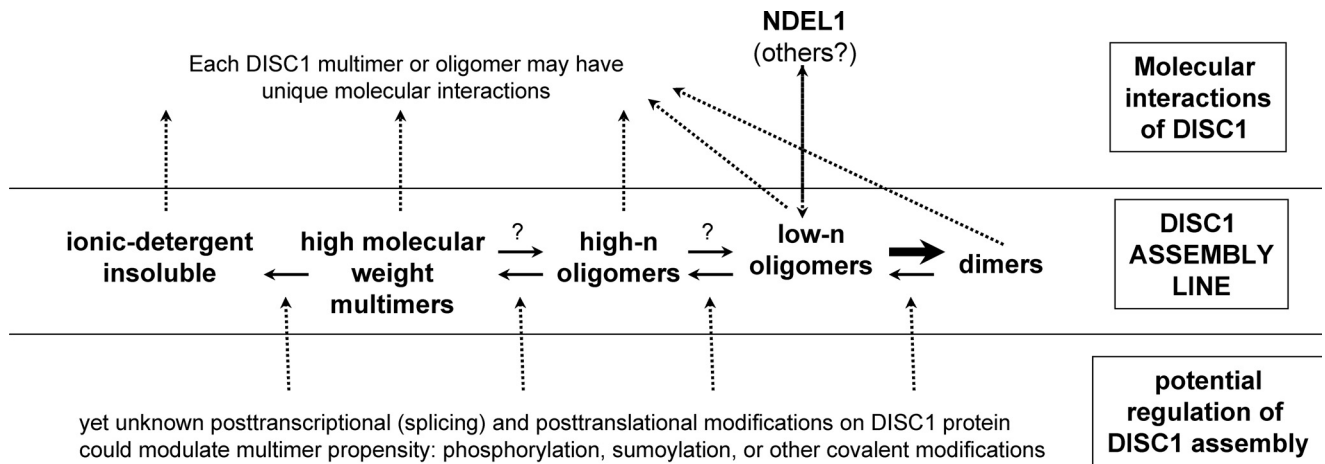 NDEL1
(others?)
Each DISC1 multimer or oligomer may have
unique molecular interactions
Molecular
interactions
of DISC1
ionic-detergent
insoluble
high molecular
weight
multimers
?
high-n
oligomers
?
low-n
oligomers
dimers
DISC1
ASSEMBLY
LINE
yet unknown posttranscriptional (splicing) and posttranslational modifications on DISC1 protein
could modulate multimer propensity: phosphorylation, sumoylation, or other covalent modifications
potential
regulation of
DISC1 assembly